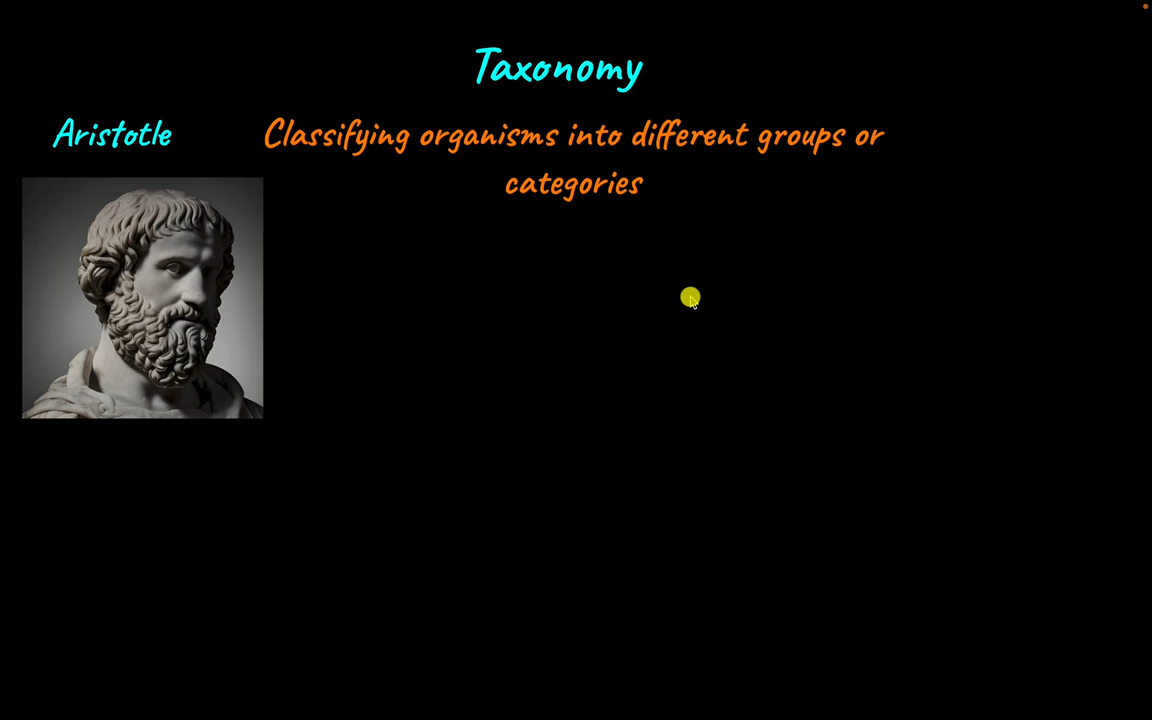 Taxonomy
Aristotle
Classifying organisms into different groups or
categories